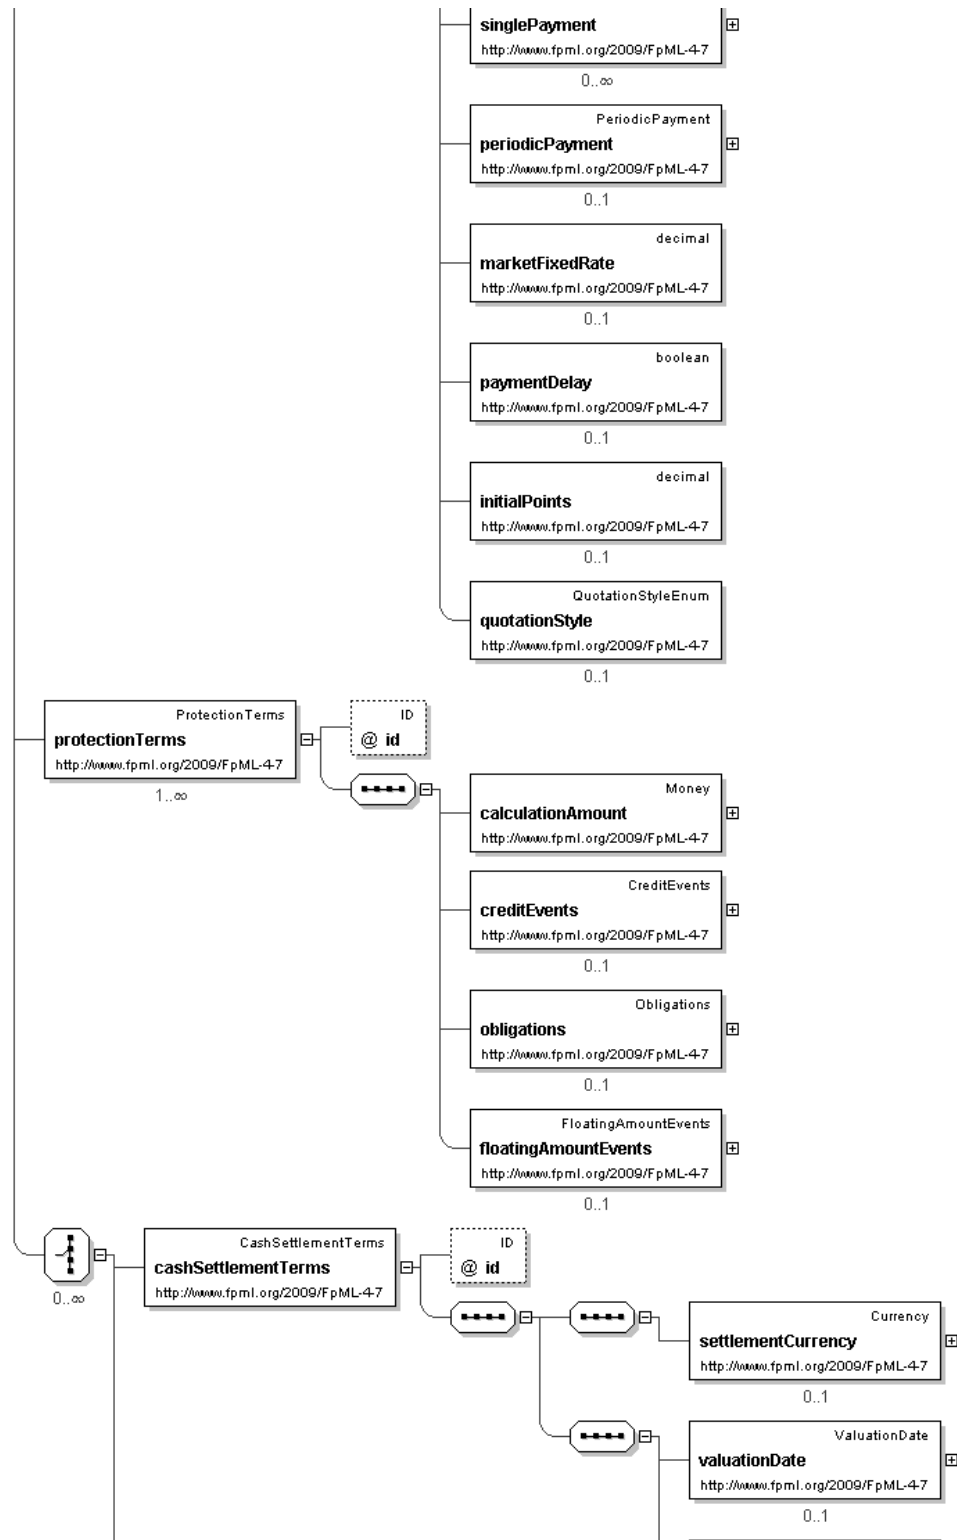 singlePayment
http://www.fpml.org/2009/FpML-4-7
0..∞
PeriodicPayment
periodicPayment
http://www.fpml.org/2009/FpML-4-7
0..1
decimal
marketFixedRate
http://www.fpml.org/2009/FpML-4-7
0..1
boolean
paymentDelay
http://www.fpml.org/2009/FpML-4-7
0..1
decimal
initialPoints
http://www.fpml.org/2009/FpML-4-7
0..1
QuotationStyleEnum
quotationStyle
http://www.fpml.org/2009/FpML-4-7
0..1
ProtectionTerms
protectionTerms
http://www.fpml.org/2009/FpML-4-7
1..∞
ID
@ id
Money
calculationAmount
http://www.fpml.org/2009/FpML-4-7
CreditEvents
creditEvents
http://www.fpml.org/2009/FpML-4-7
0..1
Obligations
obligations
http://www.fpml.org/2009/FpML-4-7
0..1
FloatingAmountEvents
floatingAmountEvents
http://www.fpml.org/2009/FpML-4-7
0..1
0..∞
CashSettlementTerms
cashSettlementTerms
http://www.fpml.org/2009/FpML-4-7
ID
@ id
Currency
settlementCurrency
http://www.fpml.org/2009/FpML-4-7
0..1
ValuationDate
valuationDate
http://www.fpml.org/2009/FpML-4-7
0..1